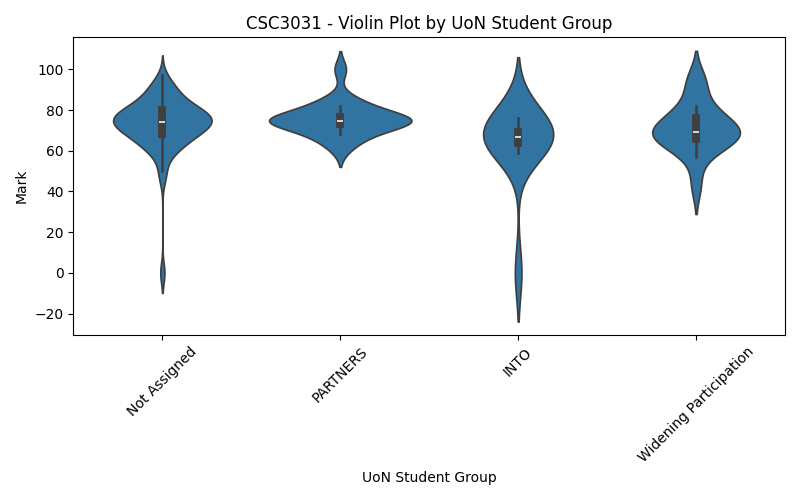 CSC3031 - Violin Plot by UoN Student Group
100
80
60
40
20
0
−20
Mark
Not Assigned
PARTNERS
INTO
Widening Participation
UoN Student Group